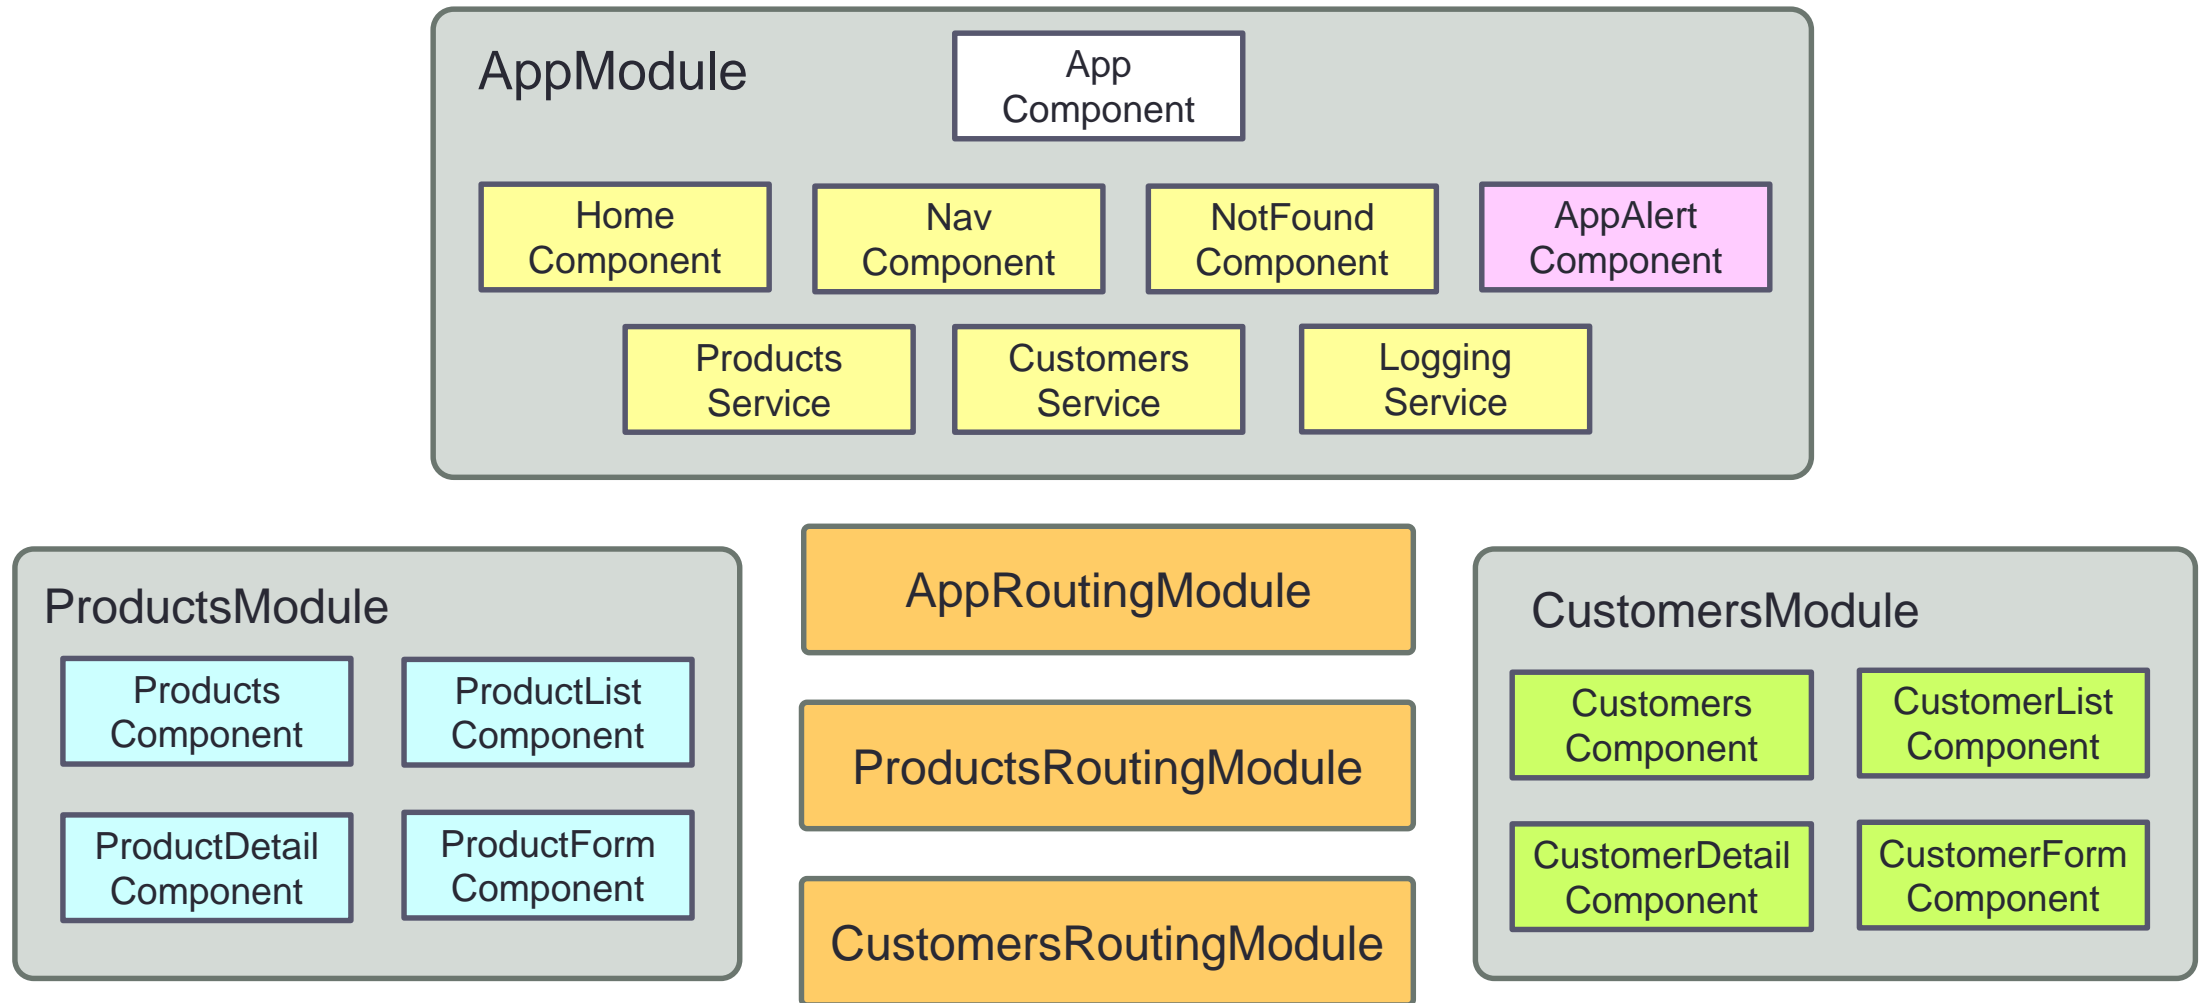 AppModule
App
Component
Home
Component
Nav
Component
NotFound
Component
AppAlert
Component
Products
Service
Customers
Service
Logging
Service
ProductsModule
Products
Component
ProductList
Component
ProductDetail
Component
ProductForm
Component
AppRoutingModule
ProductsRoutingModule
CustomersRoutingModule
CustomersModule
Customers
Component
CustomerList
Component
CustomerDetail
Component
CustomerForm
Component